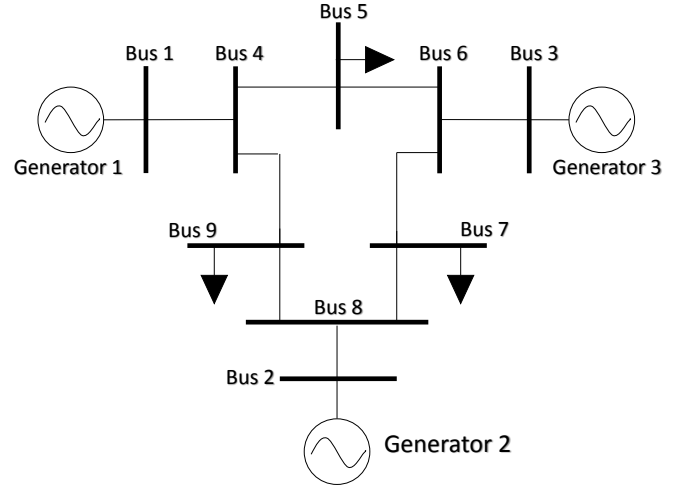 Bus 5
Bus 1
Bus 4
Bus 6
Bus 3
Generator 1
Generator 3
Bus 9
Bus 7
Bus 8
Bus 2
Generator 2